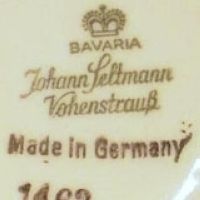 BAVARIA
Johann Seltmann
Vohenstrauß
Made in Germany